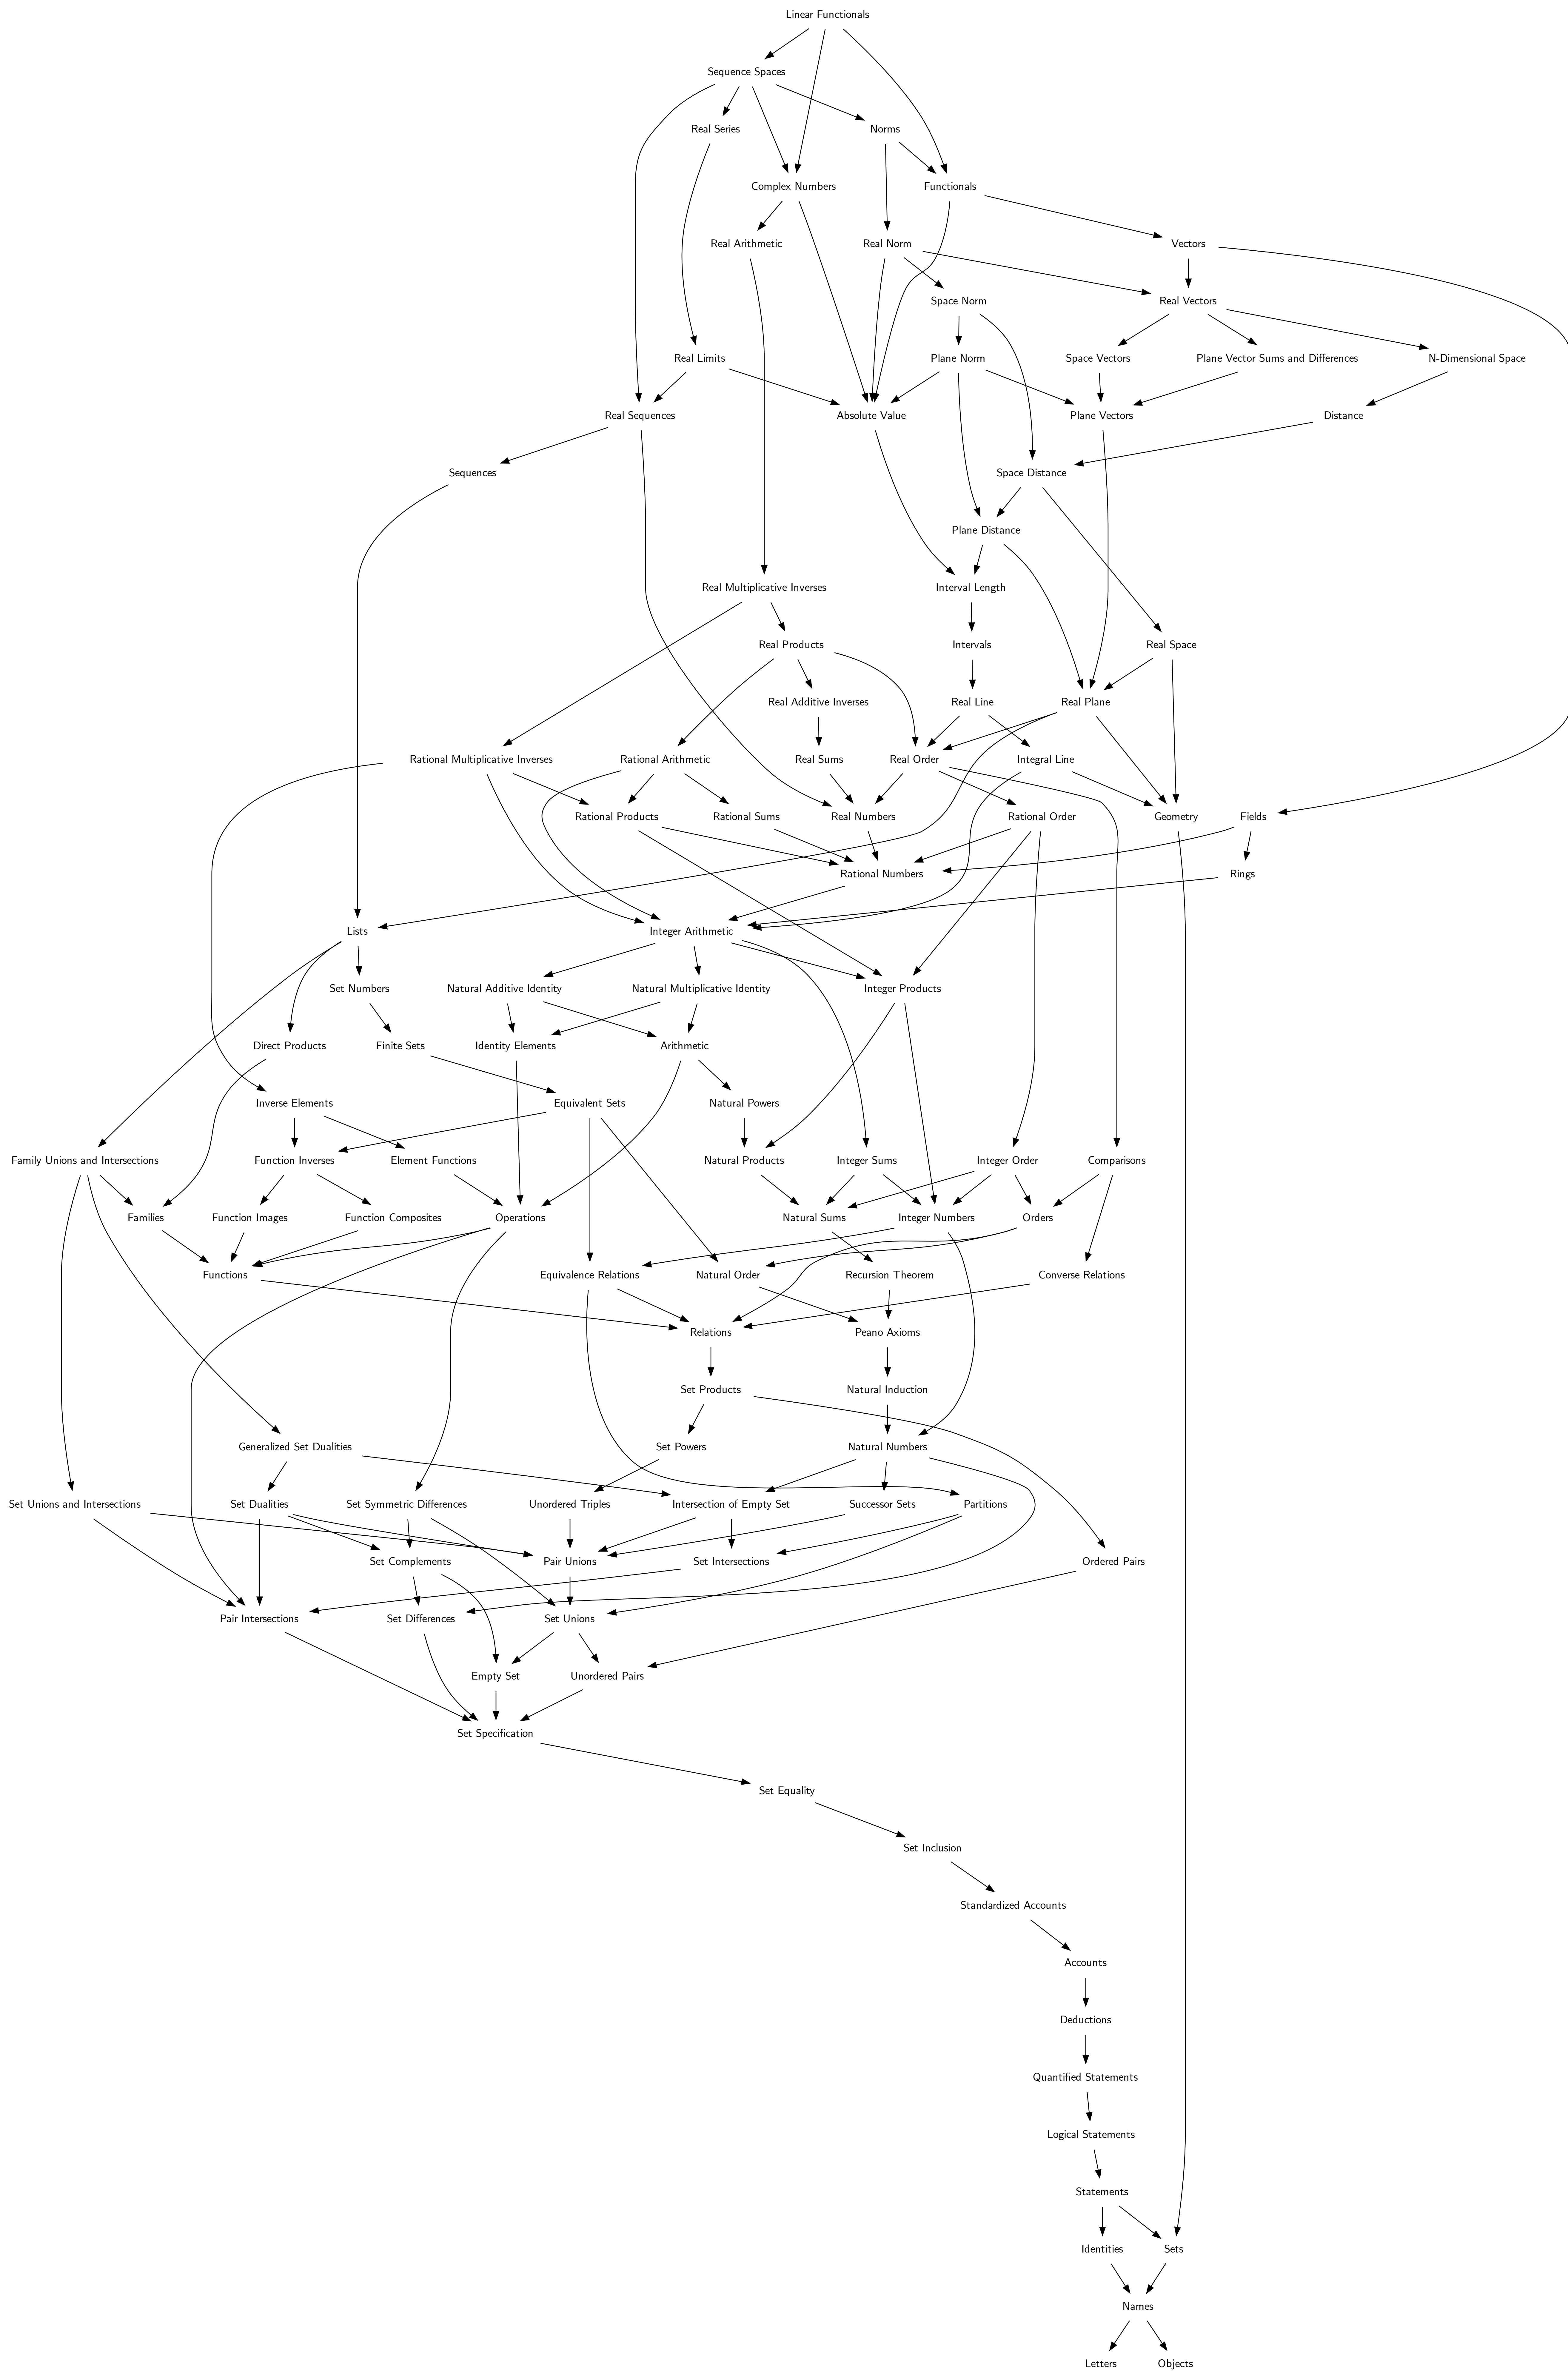 Linear Functionals
Sequence Spaces
Real Series
Norms
Complex Numbers
Functionals
Real Arithmetic
Real Norm
Vectors
Space Norm
Real Vectors
Real Limits
Plane Norm
Space Vectors
Plane Vector Sums and Differences
N-Dimensional Space
Real Sequences
Absolute Value
Plane Vectors
Distance
Sequences
Space Distance
Plane Distance
Real Multiplicative Inverses
Interval Length
Real Products
Intervals
Real Space
Real Additive Inverses
Real Line
Real Plane
Rational Multiplicative Inverses
Rational Arithmetic
Real Sums
Real Order
Integral Line
Rational Products
Rational Sums
Real Numbers
Rational Order
Geometry
Fields
Rational Numbers
Rings
Lists
Integer Arithmetic
Set Numbers
Natural Additive Identity
Natural Multiplicative Identity
Integer Products
Direct Products
Finite Sets
Identity Elements
Arithmetic
Inverse Elements
Equivalent Sets
Natural Powers
Family Unions and Intersections
Function Inverses
Element Functions
Natural Products
Integer Sums
Integer Order
Comparisons
Families
Function Images
Function Composites
Operations
Natural Sums
Integer Numbers
Orders
Functions
Equivalence Relations
Natural Order
Recursion Theorem
Converse Relations
Relations
Peano Axioms
Set Products
Natural Induction
Generalized Set Dualities
Set Powers
Natural Numbers
Set Unions and Intersections
Set Dualities
Set Symmetric Differences
Unordered Triples
Intersection of Empty Set
Successor Sets
Partitions
Set Complements
Pair Unions
Set Intersections
Ordered Pairs
Pair Intersections
Set Differences
Set Unions
Empty Set
Unordered Pairs
Set Specification
Set Equality
Set Inclusion
Standardized Accounts
Accounts
Deductions
Quantified Statements
Logical Statements
Statements
Identities
Sets
Names
Letters
Objects